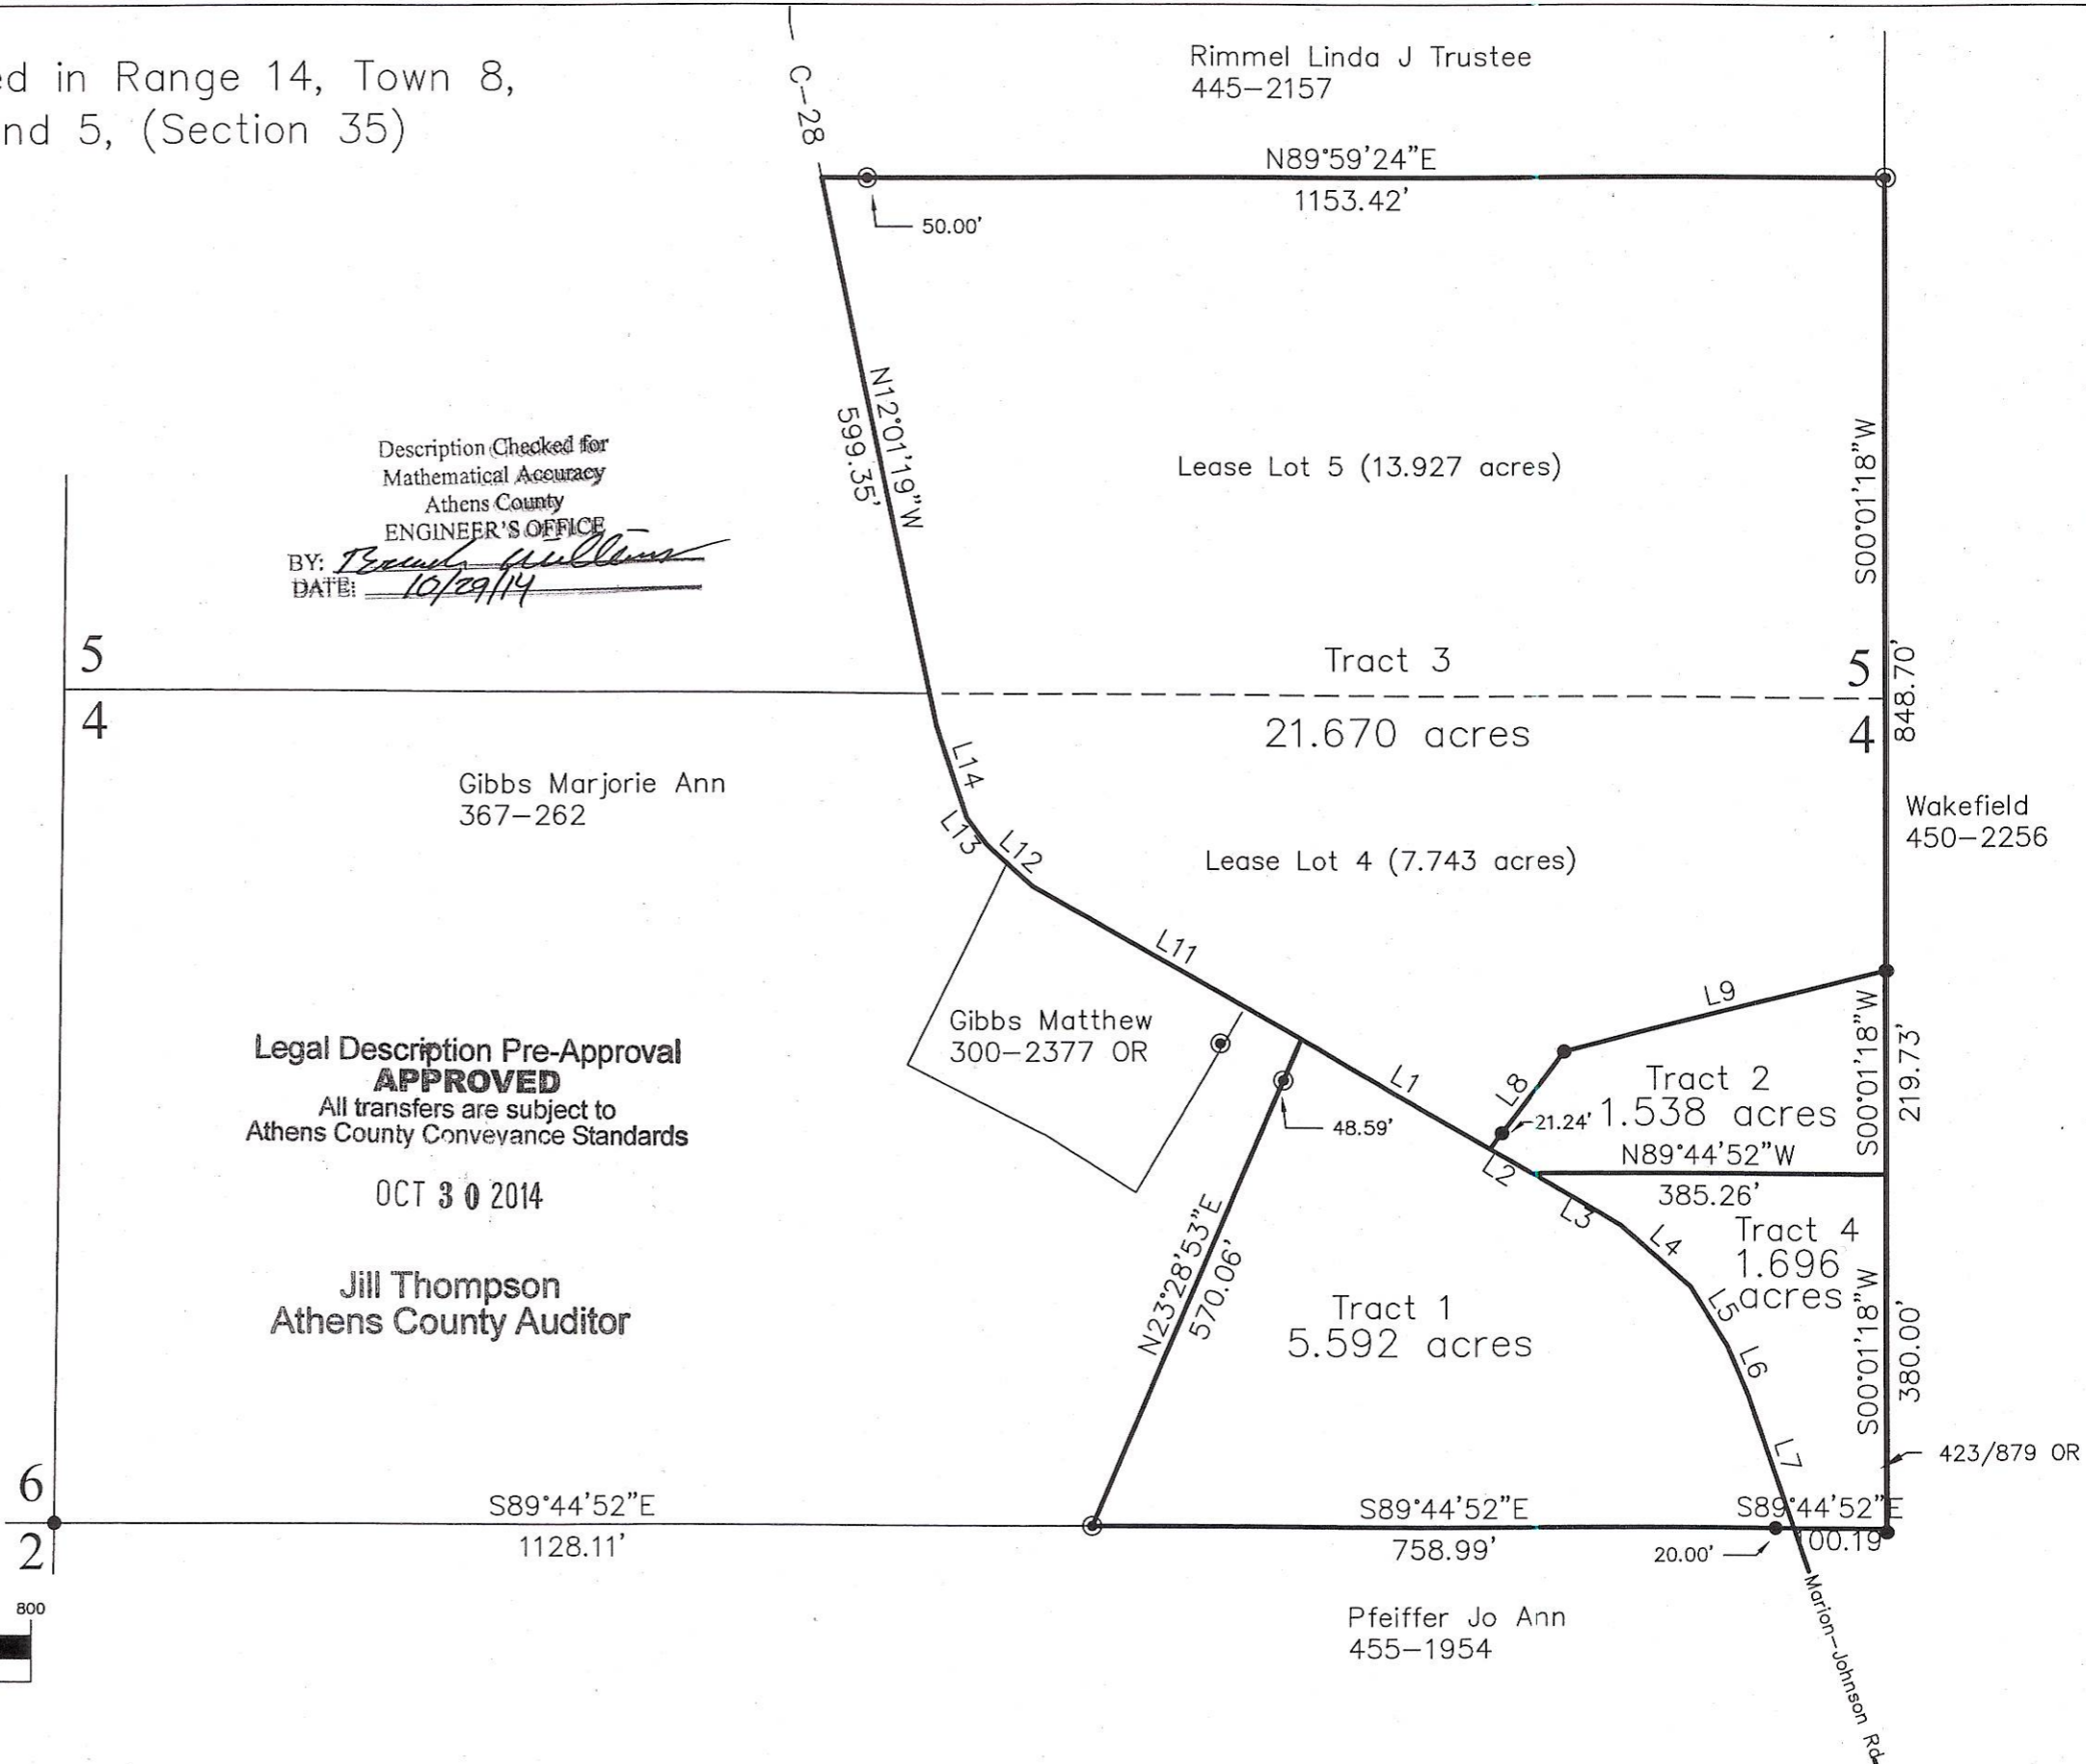 ed in Range 14, Town 8,
nd 5, (Section 35)
C-28
Rimmel Linda J Trustee
445-2157
N89°59'24"E
1153.42'
50.00'
N12°01'19"W
599.35'
Description Checked for
Mathematical Accuracy
Athens County
ENGINEER'S OFFICE
BY:
DATE: 10/29/14
Lease Lot 5 (13.927 acres)
S00°01'18"W
848.70'
5
4
Tract 3
21.670 acres
5
4
Gibbs Marjorie Ann
367-262
L14
L13
L12
Lease Lot 4 (7.743 acres)
Wakefield
450-2256
L11
L9
Gibbs Matthew
300-2377 OR
48.59'
L1
L8
21.24'
Tract 2
1.538 acres
S00°01'18"W
219.73'
N89°44'52"W
385.26'
L2
L3
L4
L5
L6
L7
Tract 4
1.696
acres
S00°01'18"W
380.00'
423/879 OR
Legal Description Pre-Approval
APPROVED
All transfers are subject to
Athens County Conveyance Standards
OCT 30 2014
Jill Thompson
Athens County Auditor
N23°28'53"E
570.06'
Tract 1
5.592 acres
6
2
S89°44'52"E
1128.11'
S89°44'52"E
758.99'
S89°44'52"E
00.19'
20.00'
Pfeiffer Jo Ann
455-1954
Marion-Johnson Rd
800